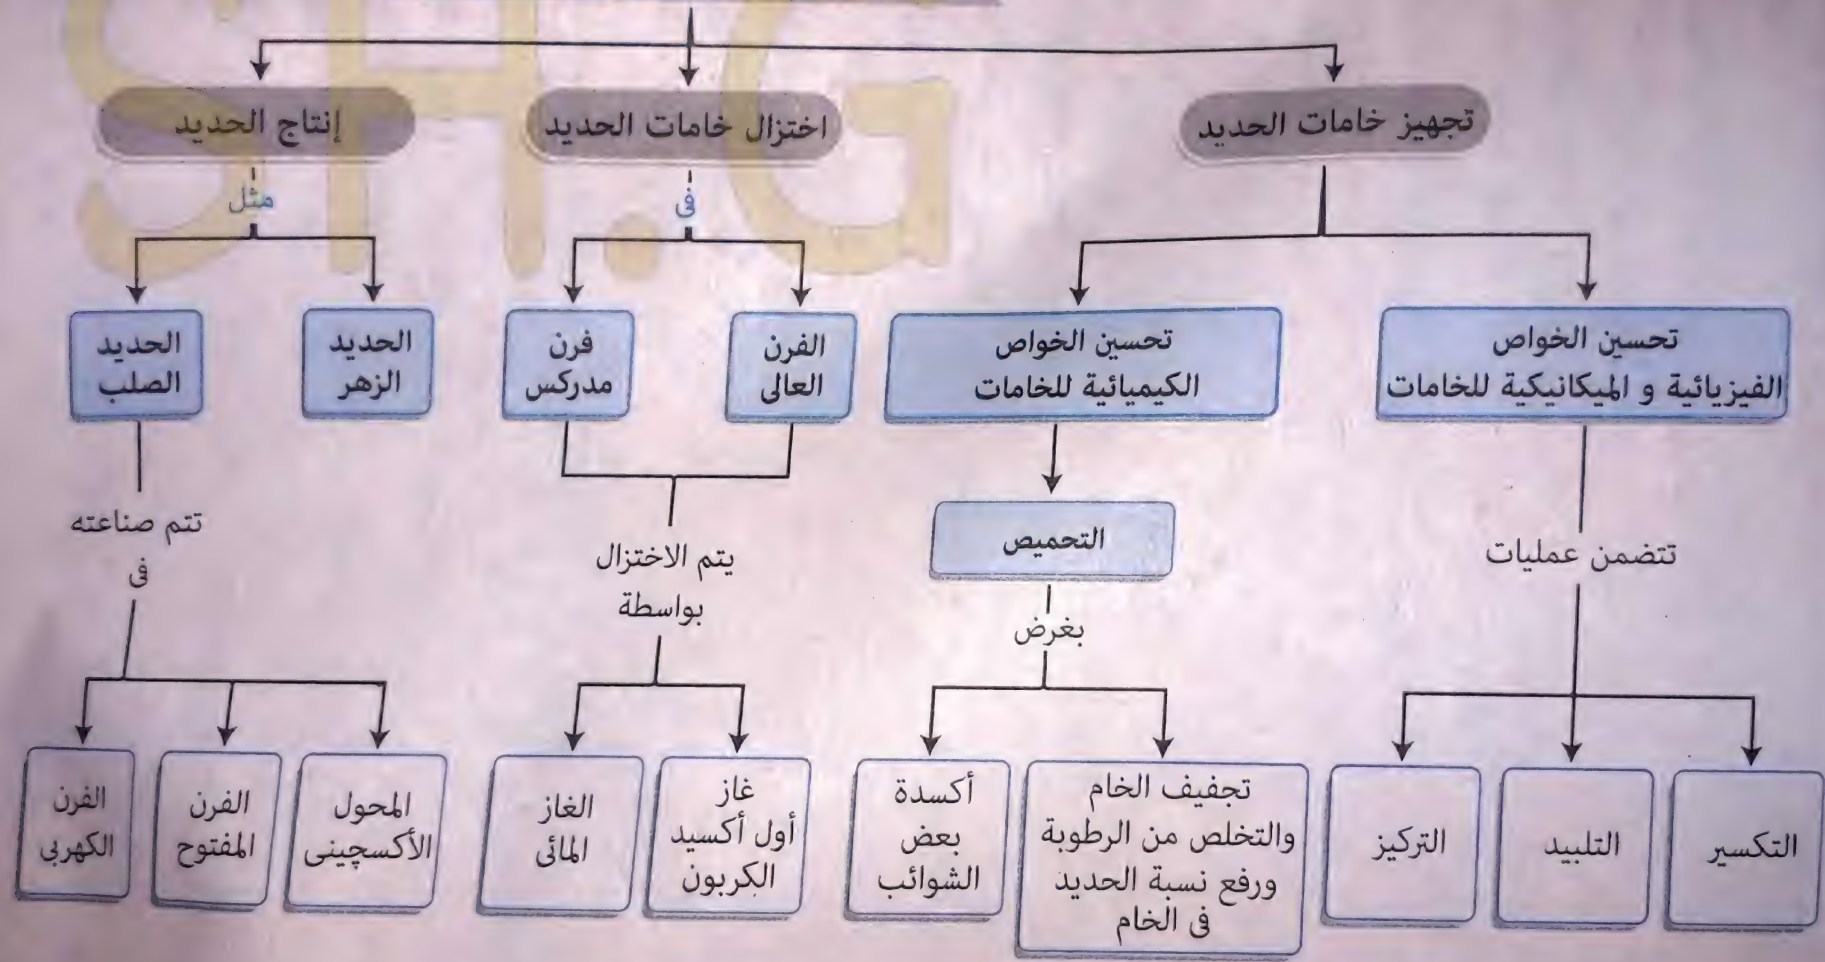 تجهيز خامات الحديد
اختزال خامات الحديد
إنتاج الحديد
فى
مثل
تحسين الخواص
الفيزيائية و الميكانيكية للخامات
تحسين الخواص
الكيميائية للخامات
الفرن
العالى
فرن
مدركس
الحديد
الزهر
الحديد
الصلب
تتضمن عمليات
التحميص
بغرض
يتم الاختزال
بواسطة
تتم صناعته
فى
التكسير
التلبيد
التركيز
تجفيف الخام
والتخلص من الرطوبة
ورفع نسبة الحديد
فى الخام
أكسدة
بعض
الشوائب
غاز
أول أكسيد
الكربون
الغاز
المائى
المحول
الأكسچينى
الفرن
المفتوح
الفرن
الكهربى
SH.G